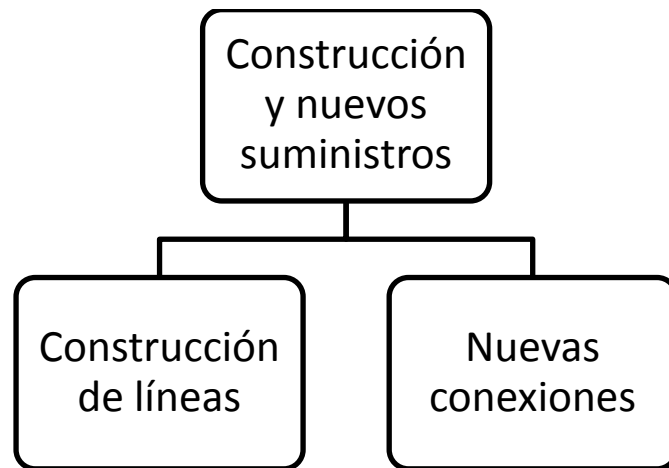 Construcción
y nuevos
suministros
Construcción
de líneas
Nuevas
conexiones